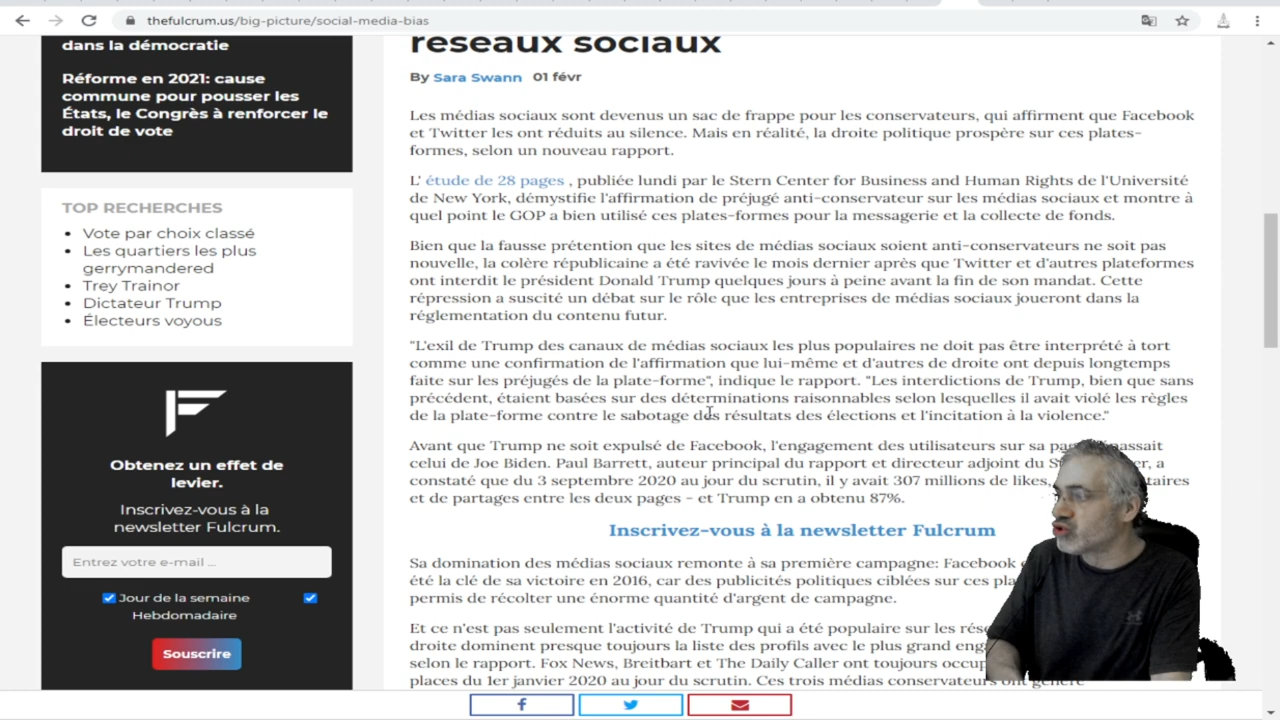 thefulcrum.us/big-picture/social-media-bias
dans la démocratie
Réforme en 2021: cause
commune pour pousser les
États, le Congrès à renforcer le
droit de vote
TOP RECHERCHES
Vote par choix classé
Les quartiers les plus
gerrymandered
Trey Trainor
Dictateur Trump
Électeurs voyous
Obtenez un effet de
levier.
Inscrivez-vous à la
newsletter Fulcrum.
Entrez votre e-mail ...
Jour de la semaine
Hebdomadaire
Souscrire
réseaux sociaux
By Sara Swann 01 févr
Les médias sociaux sont devenus un sac de frappe pour les conservateurs, qui affirment que Facebook
et Twitter les ont réduits au silence. Mais en réalité, la droite politique prospère sur ces plates-
formes, selon un nouveau rapport.
L' étude de 28 pages , publiée lundi par le Stern Center for Business and Human Rights de l'Université
de New York, démystifie l'affirmation de préjugé anti-conservateur sur les médias sociaux et montre à
quel point le GOP a bien utilisé ces plates-formes pour la messagerie et la collecte de fonds.
Bien que la fausse prétention que les sites de médias sociaux soient anti-conservateurs ne soit pas
nouvelle, la colère républicaine a été ravivée le mois dernier après que Twitter et d'autres plateformes
ont interdit le président Donald Trump quelques jours à peine avant la fin de son mandat. Cette
répression a suscité un débat sur le rôle que les entreprises de médias sociaux joueront dans la
réglementation du contenu futur.
"L'exil de Trump des canaux de médias sociaux les plus populaires ne doit pas être interprété à tort
comme une confirmation de l'affirmation que lui-même et d'autres de droite ont depuis longtemps
faite sur les préjugés de la plate-forme", indique le rapport. "Les interdictions de Trump, bien que sans
précédent, étaient basées sur des déterminations raisonnables selon lesquelles il avait violé les règles
de la plate-forme contre le sabotage des résultats des élections et l'incitation à la violence."
Avant que Trump ne soit expulsé de Facebook, l'engagement des utilisateurs sur sa
celui de Joe Biden. Paul Barrett, auteur principal du rapport et directeur adjoint du a
constaté que du 3 septembre 2020 au jour du scrutin, il y avait 307 millions de likes,
et de partages entre les deux pages - et Trump en a obtenu 87%.
Inscrivez-vous à la newsletter Fulcrum
Sa domination des médias sociaux remonte à sa première campagne: Facebook
été la clé de sa victoire en 2016, car des publicités politiques ciblées sur ces
permis de récolter une énorme quantité d'argent de campagne.
Et ce n'est pas seulement l'activité de Trump qui a été populaire sur les
droite dominent presque toujours la liste des profils avec le plus grand
selon le rapport. Fox News, Breitbart et The Daily Caller ont toujours
places du 1er janvier 2020 au jour du scrutin. Ces trois médias conservateurs ont généré